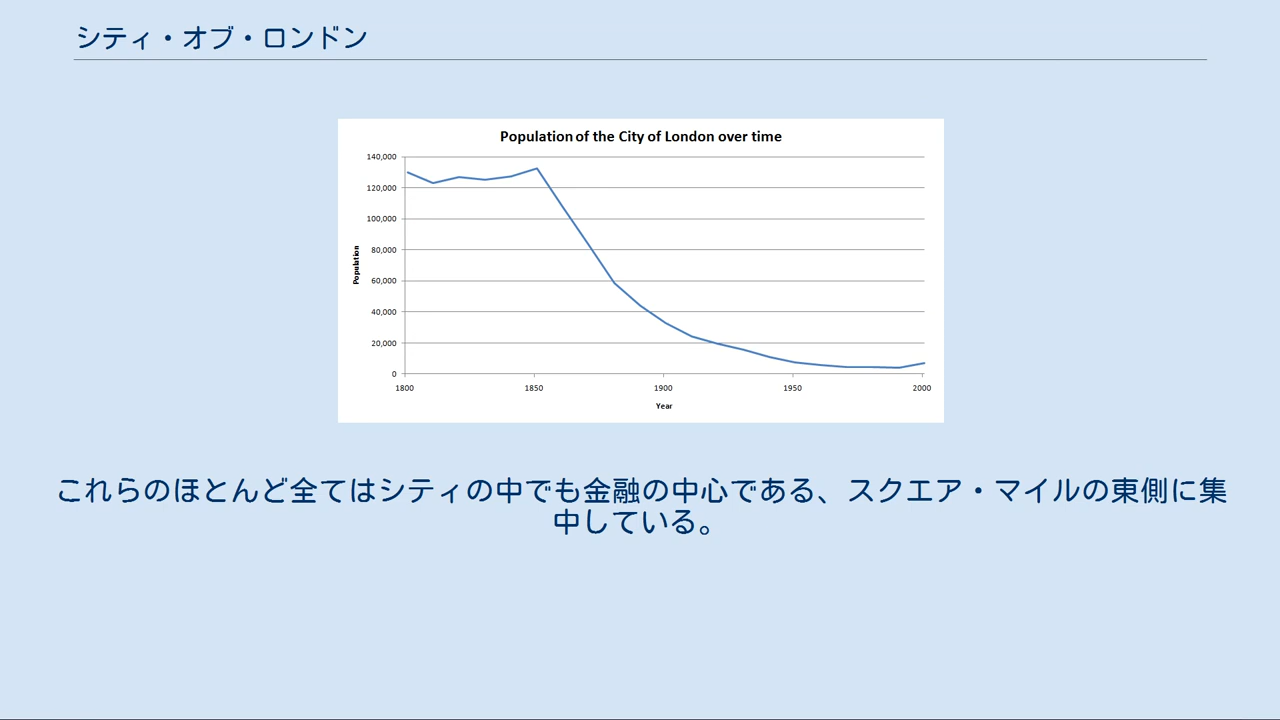 シティ・オブ・ロンドン
Population of the City of London over time
140,000
120,000
100,000
80,000
60,000
40,000
20,000
0
Population
1800 1850 1900 1950 2000
Year
これらのほとんど全てはシティの中でも金融の中心である、スクエア・マイルの東側に集
中している。